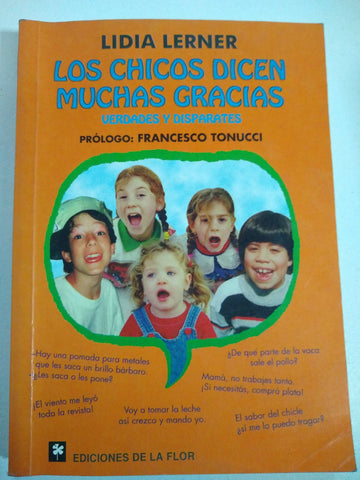 LIDIA LERNER
LOS CHICOS DICEN
MUCHAS GRACIAS
VERDADES Y DISPARATES
PRÓLOGO: FRANCESCO TONUCCI
Hay una pomada para metales
que les saca un brillo bárbaro.
¿Les saca o les pone?
¿De qué parte de la vaca
sale el pollo?
Mamá, no trabajes tanto.
¡Si necesitás, comprá plata!
¡El viento me leyó
toda la revista!
Voy a tomar la leche
así crezco y mando yo.
El sabor del chicle
¿sí me lo puedo tragar?
EDICIONES DE LA FLOR